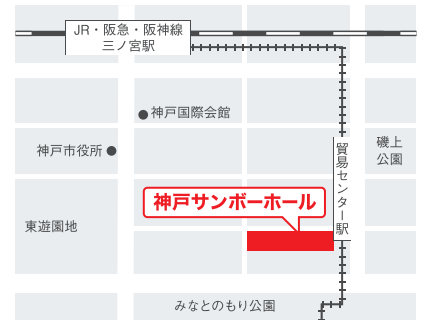 JR・阪急・阪神線
三ノ宮駅
神戸国際会館
神戸市役所
磯上
公園
貿易センター駅
神戸サンボーホール
東遊園地
みなとのもり公園